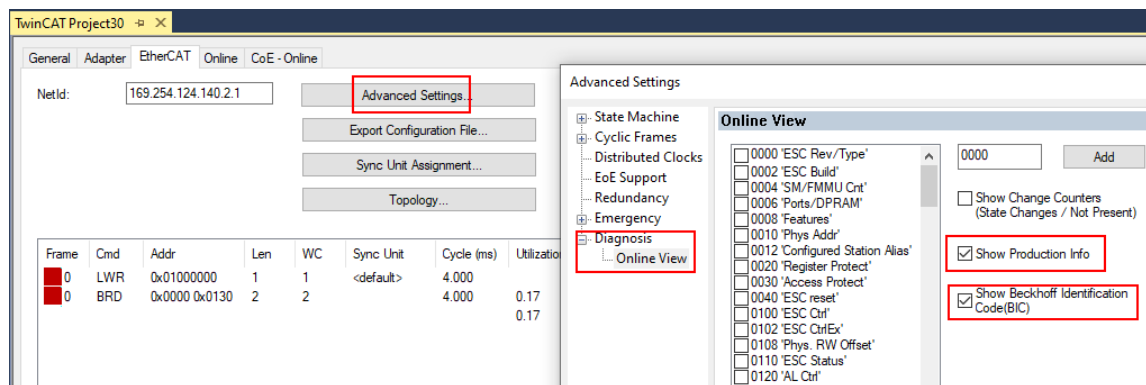 TwinCAT Project30
General Adapter EtherCAT Online CoE - Online
NetId: 169.254.124.140.2.1
Advanced Settings...
Export Configuration File...
Sync Unit Assignment...
Topology...
Frame Cmd Addr Len WC Sync Unit Cycle (ms)
0 LWR 0x01000000 1 1 <default> 4.000
0 BRD 0x0000 0x0130 2 2 4.000 0.17
0.17
Advanced Settings
State Machine
Cyclic Frames
Distributed Clocks
EoE Support
Redundancy
Emergency
Diagnosis
Online View
Online View
0000 'ESC Rev/Type'
0002 'ESC Build'
0004 'SM/FMMU Cnt'
0006 'Ports/DPRAM'
0008 'Features'
0010 'Phys Addr'
0012 'Configured Station Alias'
0020 'Register Protect'
0030 'Access Protect'
0040 'ESC reset'
0100 'ESC Ctrl'
0102 'ESC CtrlEx'
0108 'Phys. RW Offset'
0110 'ESC Status'
0120 'AL Ctrl'
0000 Add
Show Change Counters
(State Changes / Not Present)
Show Production Info
Show Beckhoff Identification
Code(BIC)